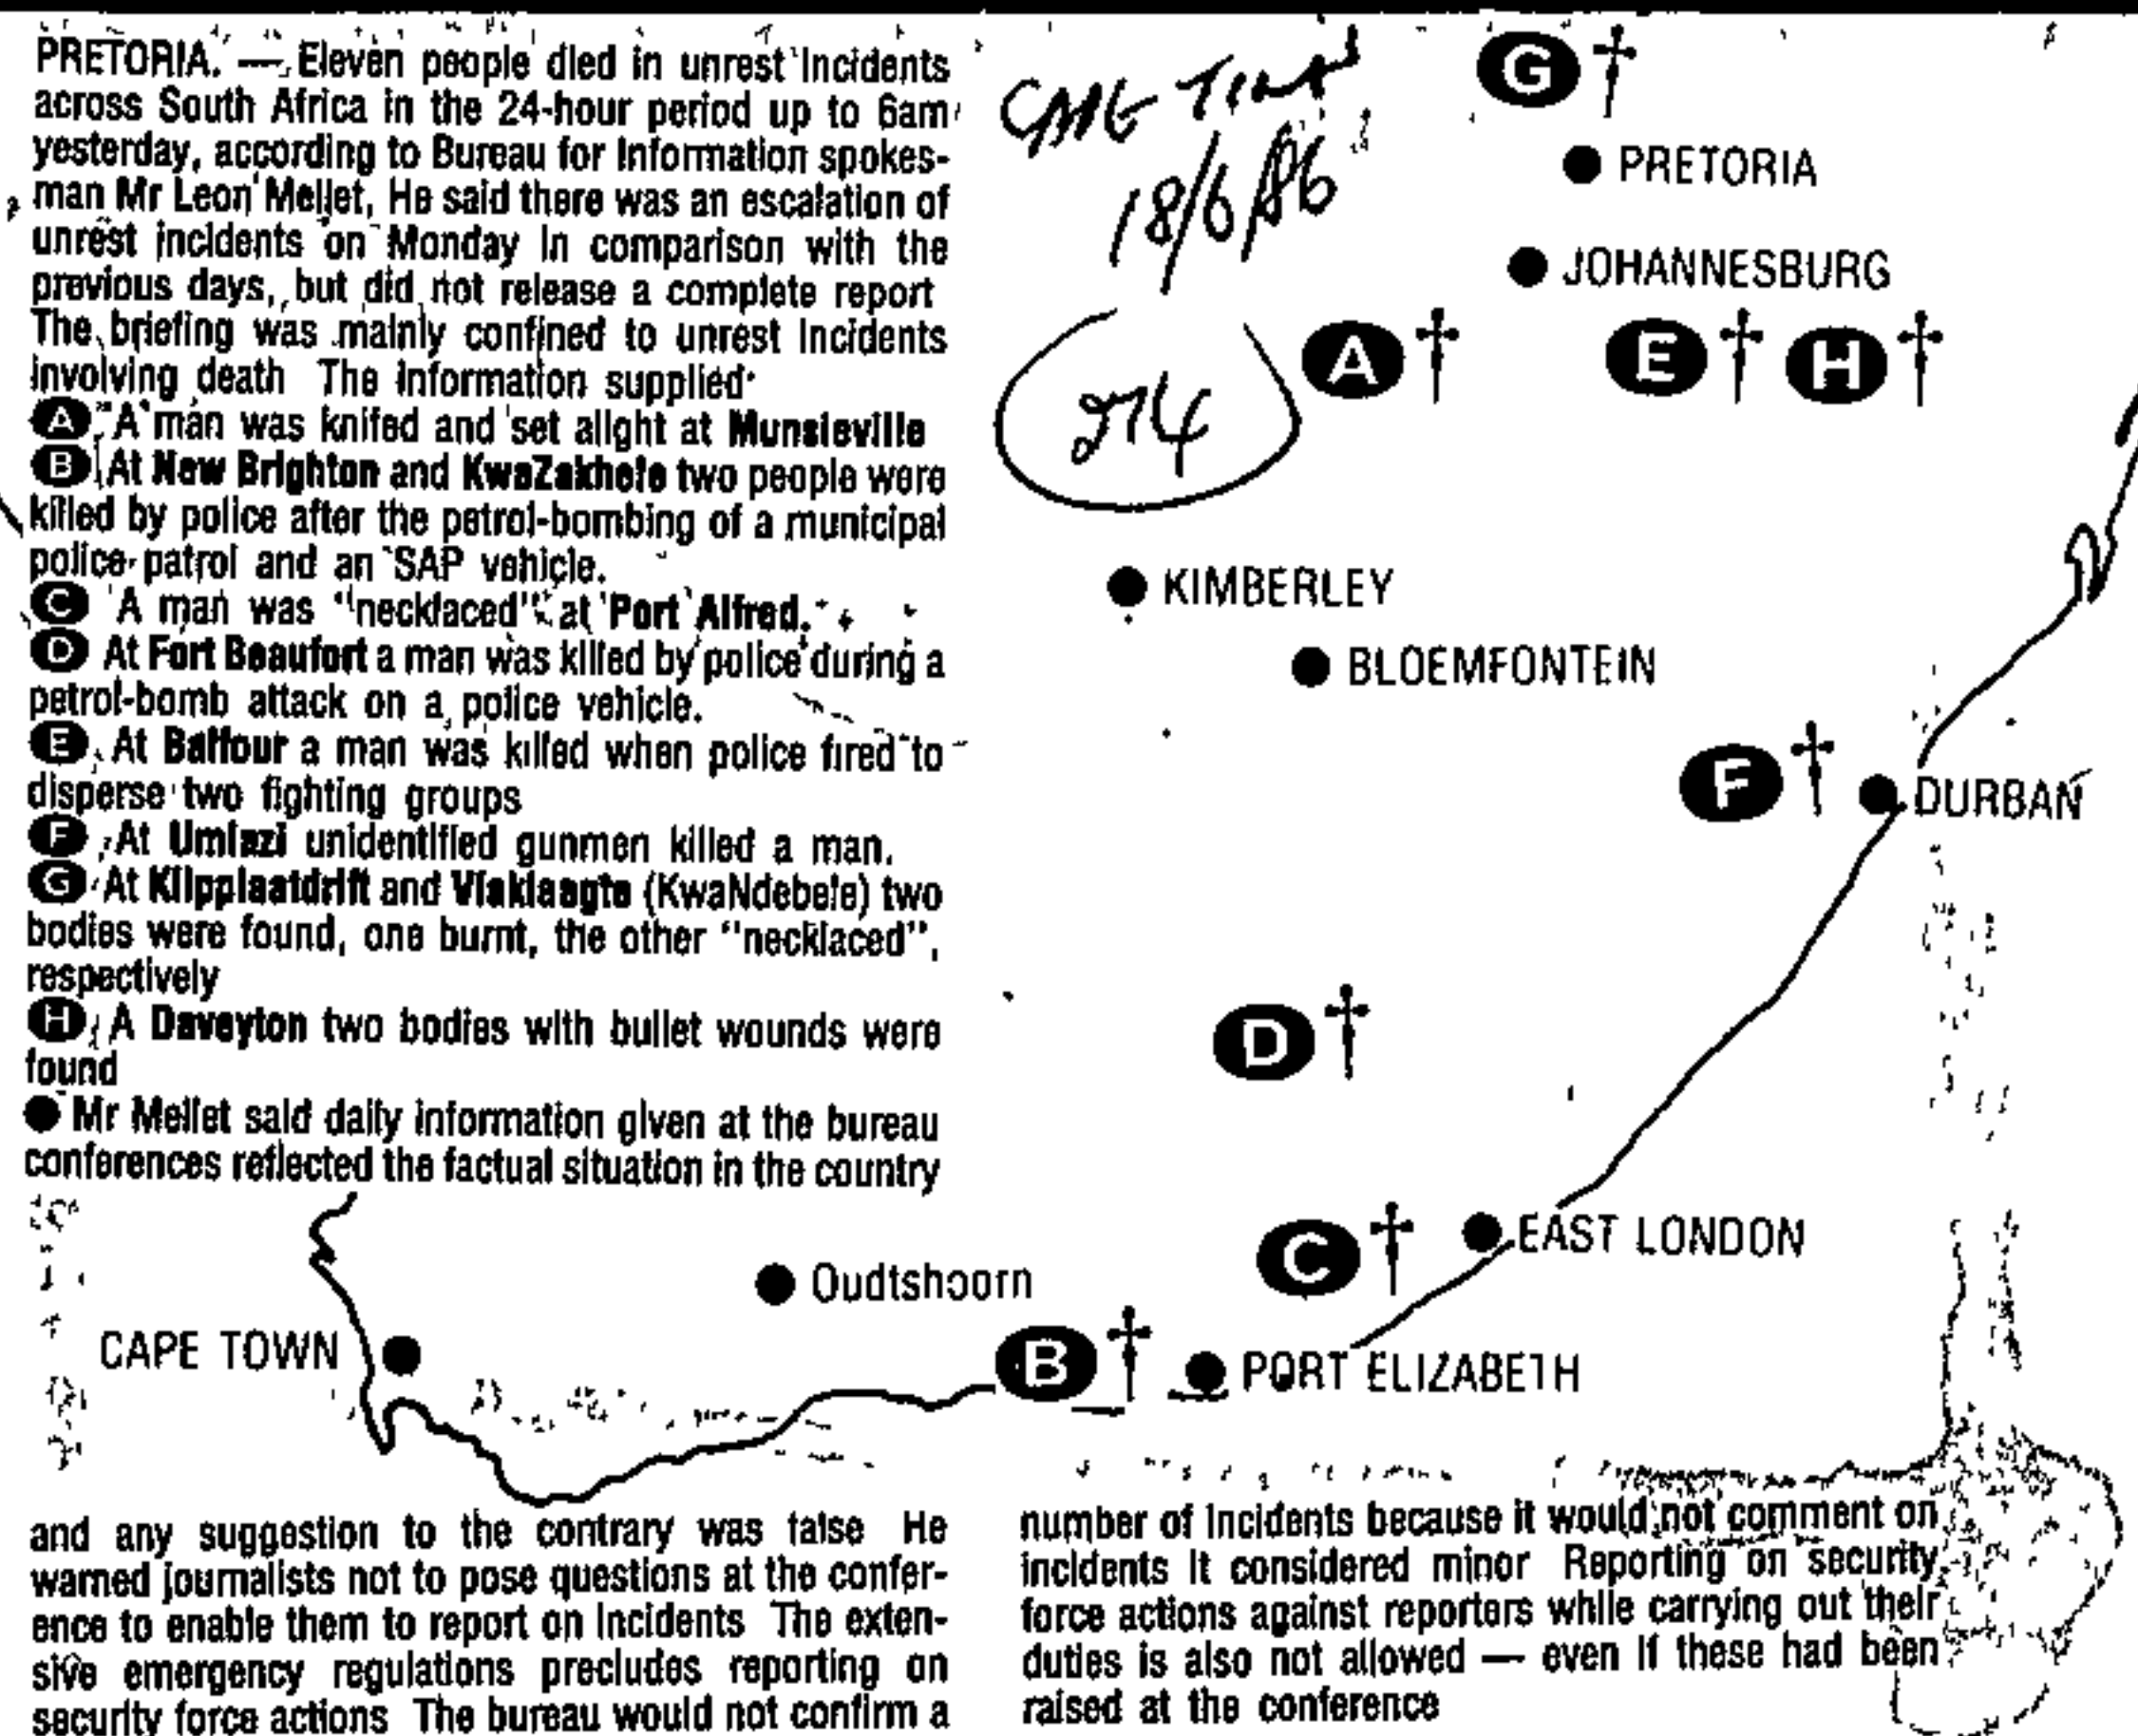 PRETORIA. — Eleven people died in unrest incidents
across South Africa in the 24-hour period up to 6am
yesterday, according to Bureau for Information spokes-
man Mr Leon Mellet, He said there was an escalation of
unrest incidents on Monday in comparison with the
previous days, but did not release a complete report
The briefing was mainly confined to unrest incidents
involving death The information supplied
A A man was knifed and set alight at Munsieville
B At New Brighton and KwaZakhele two people were
killed by police after the petrol-bombing of a municipal
police patrol and an SAP vehicle.
C A man was "necklaced" at Port Alfred.
D At Fort Beaufort a man was killed by police during a
petrol-bomb attack on a police vehicle.
E At Balfour a man was killed when police fired to
disperse two fighting groups
F At Umlazi unidentified gunmen killed a man.
G At Klipplaatdrift and Vlaklaagte (KwaNdebele) two
bodies were found, one burnt, the other "necklaced",
respectively
H A Daveyton two bodies with bullet wounds were
found
● Mr Mellet said daily information given at the bureau
conferences reflected the factual situation in the country
18/6/86
274
G †
● PRETORIA
● JOHANNESBURG
A † E † H †
● KIMBERLEY
● BLOEMFONTEIN
F † ● DURBAN
D †
C † ● EAST LONDON
● Oudtshoorn
CAPE TOWN ●
B † ● PORT ELIZABETH
and any suggestion to the contrary was false He
warned journalists not to pose questions at the confer-
ence to enable them to report on incidents The exten-
sive emergency regulations precludes reporting on
security force actions The bureau would not confirm a
number of incidents because it would not comment on
incidents it considered minor Reporting on security
force actions against reporters while carrying out their
duties is also not allowed — even if these had been
raised at the conference